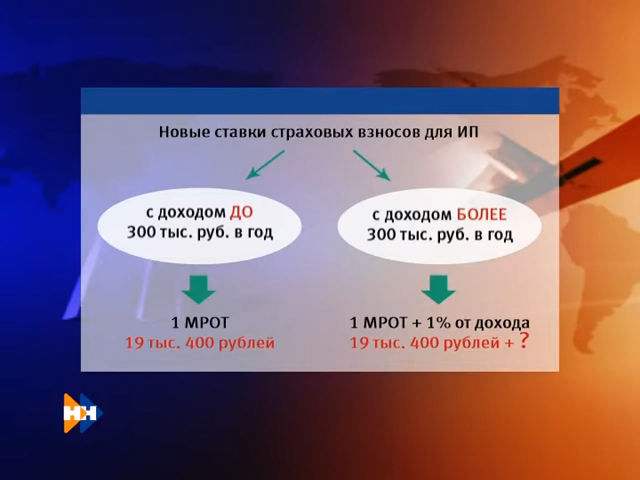 Новые ставки страховых взносов для ИП
с доходом ДО
300 тыс. руб. в год
с доходом БОЛЕЕ
300 тыс. руб. в год
1 МРОТ
19 тыс. 400 рублей
1 МРОТ + 1% от дохода
19 тыс. 400 рублей + ?
НН